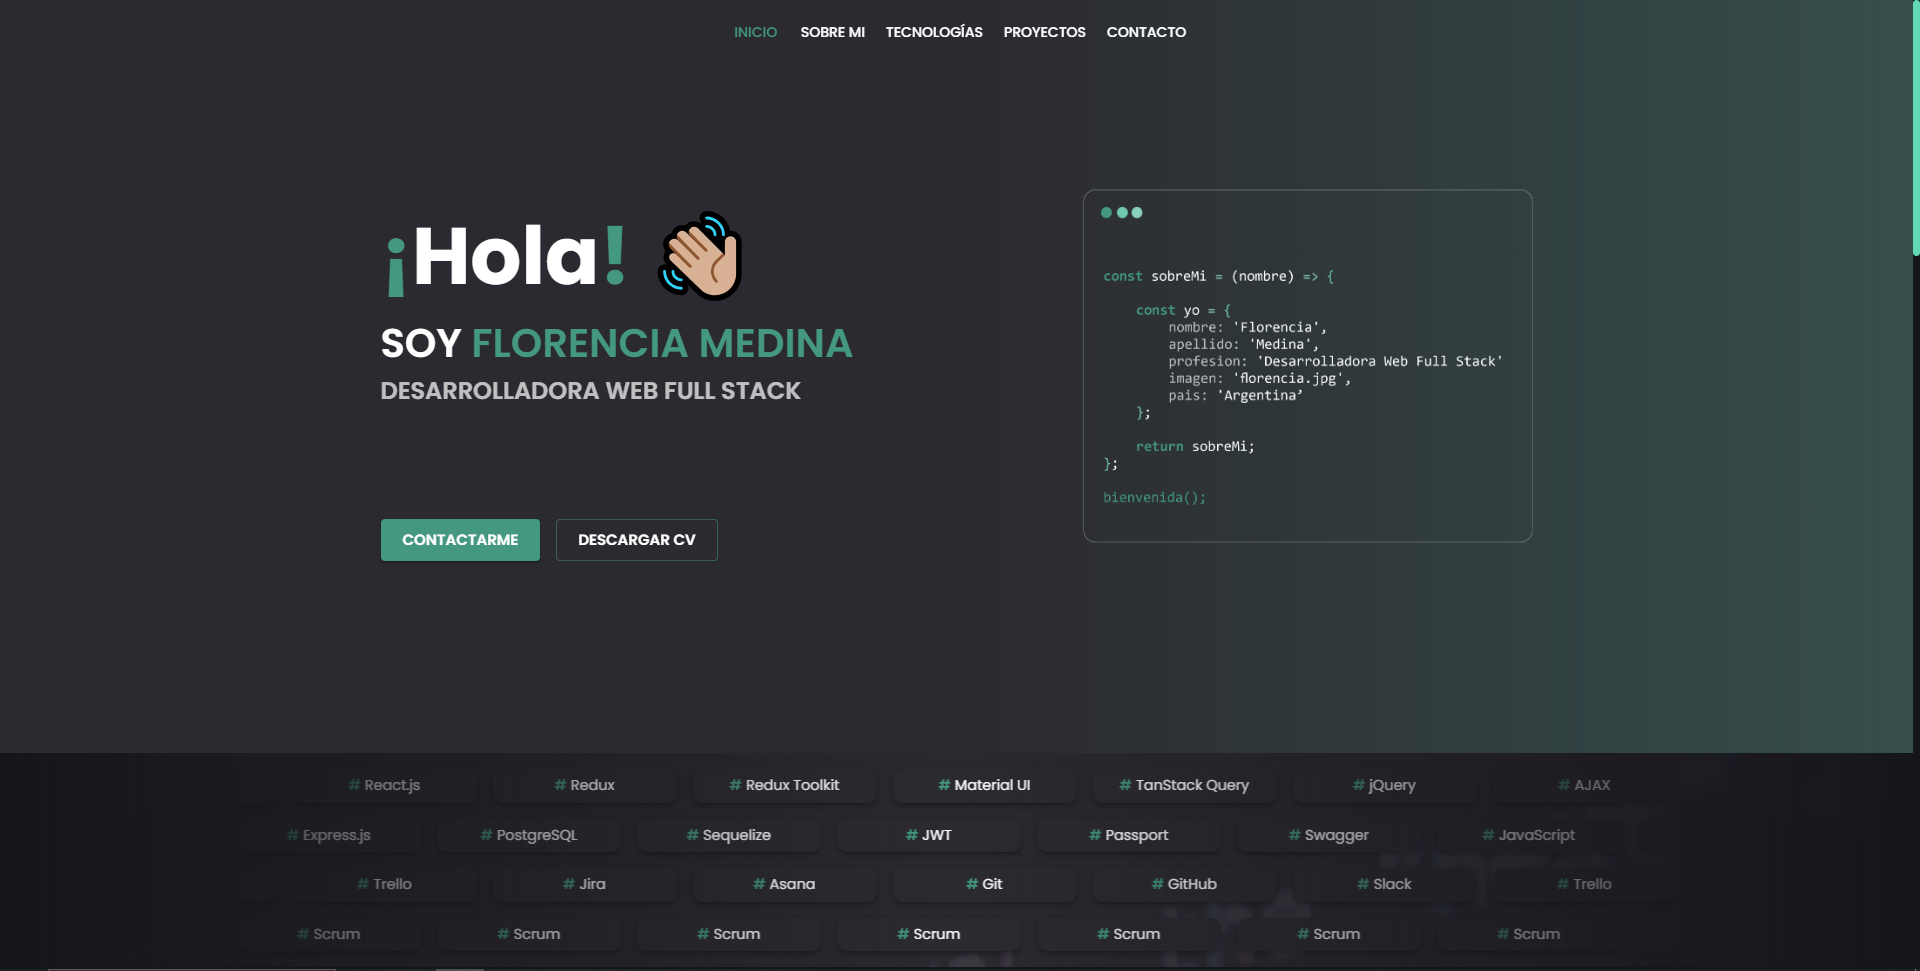 INICIO SOBRE MI TECNOLOGÍAS PROYECTOS CONTACTO
¡Hola!
SOY FLORENCIA MEDINA
DESARROLLADORA WEB FULL STACK
CONTACTARME DESCARGAR CV
const sobreMi = (nombre) => {
const yo = {
nombre: 'Florencia',
apellido: 'Medina',
profesion: 'Desarrolladora Web Full Stack'
imagen: 'florencia.jpg',
pais: 'Argentina’
};
return sobreMi;
};
bienvenida();
# React.js # Redux # Redux Toolkit # Material UI # TanStack Query # jQuery # AJAX
# Express.js # PostgreSQL # Sequelize # JWT # Passport # Swagger # JavaScript
# Trello # Jira # Asana # Git # GitHub # Slack # Trello
# Scrum # Scrum # Scrum # Scrum # Scrum # Scrum # Scrum